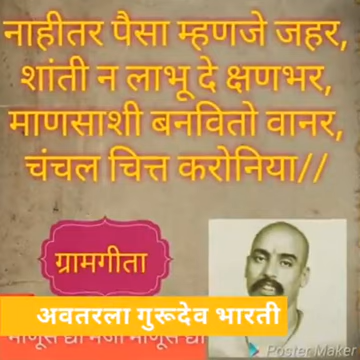 नाहीतर पैसा म्हणजे जहर,
शांती न लाभू दे क्षणभर,
माणसाशी बनवितो वानर,
चंचल चित्त करोनिया//
ग्रामगीता
अवतरला गुरूदेव भारती
Poster Maker